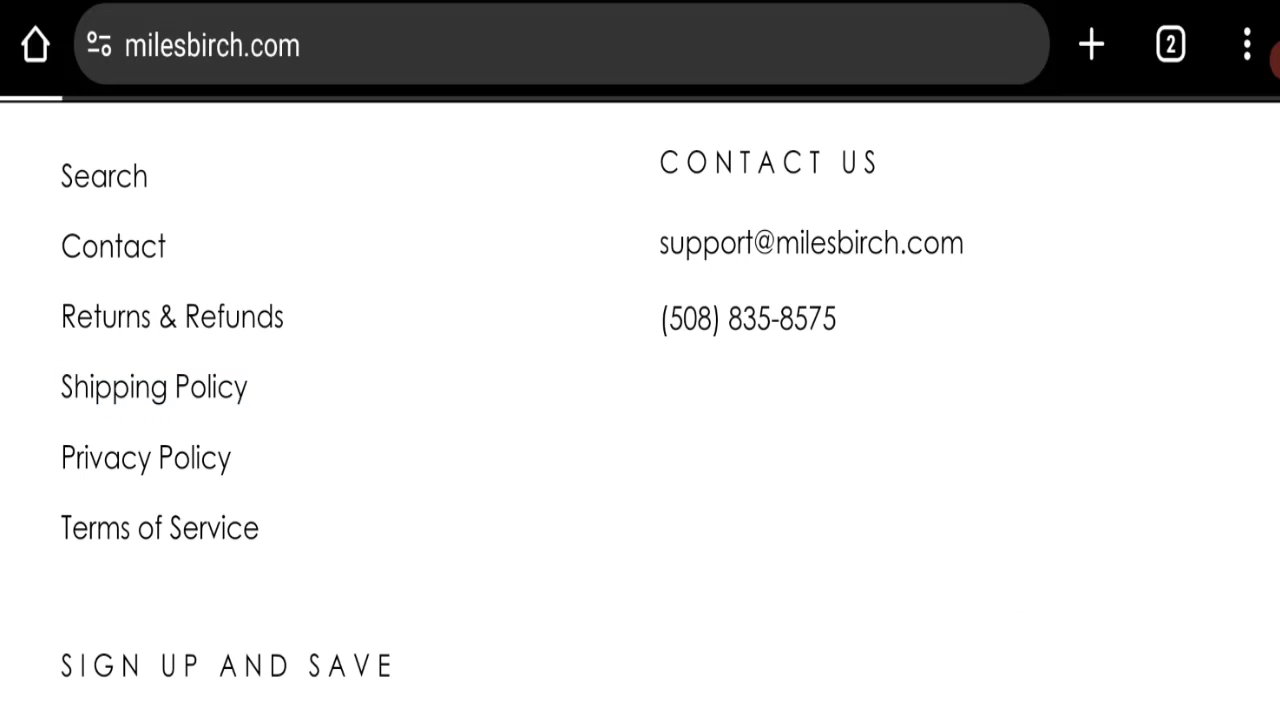 milesbirch.com
2
Search
Contact
Returns & Refunds
Shipping Policy
Privacy Policy
Terms of Service
CONTACT US
support@milesbirch.com
(508) 835-8575
SIGN UP AND SAVE